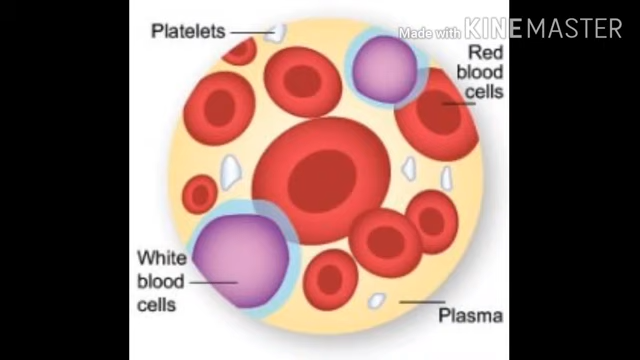 Made with KINEMASTER
Platelets
Red
blood
cells
White
blood
cells
Plasma